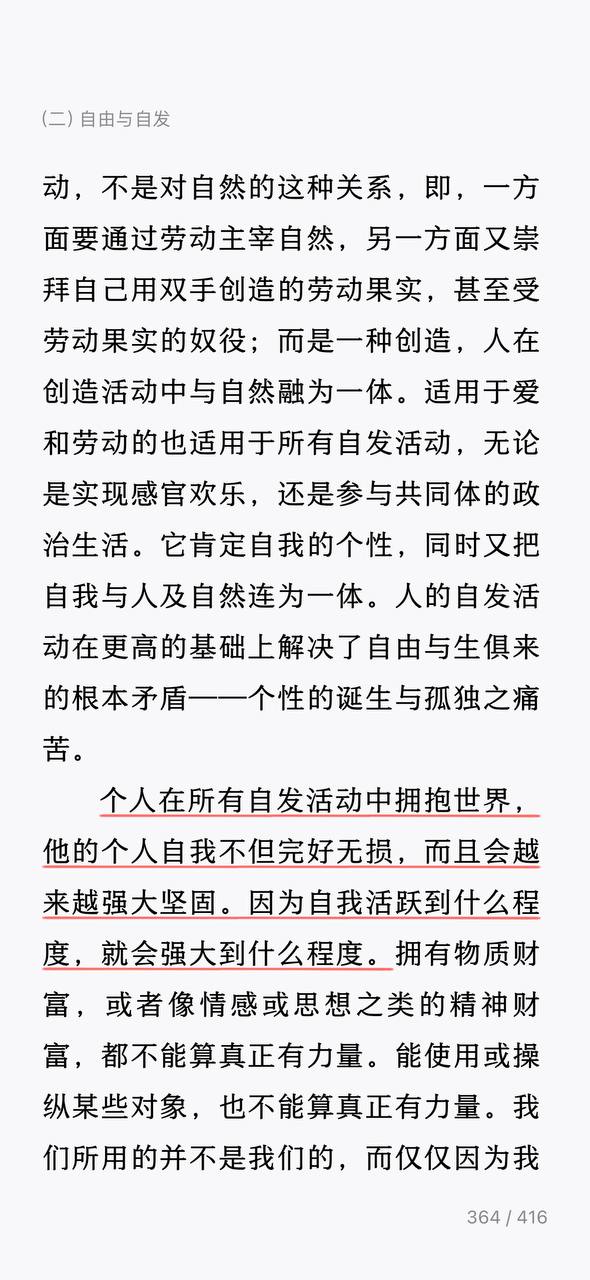 (二) 自由与自发
动，不是对自然的这种关系，即，一方
面要通过劳动主宰自然，另一方面又崇
拜自己用双手创造的劳动果实，甚至受
劳动果实的奴役；而是一种创造，人在
创造活动中与自然融为一体。适用于爱
和劳动的也适用于所有自发活动，无论
是实现感官欢乐，还是参与共同体的政
治生活。它肯定自我的个性，同时又把
自我与人及自然连为一体。人的自发活
动在更高的基础上解决了自由与生俱来
的根本矛盾——个性的诞生与孤独之痛
苦。
个人在所有自发活动中拥抱世界，
他的个人自我不但完好无损，而且会越
来越强大坚固。因为自我活跃到什么程
度，就会强大到什么程度。拥有物质财
富，或者像情感或思想之类的精神财
富，都不能算真正有力量。能使用或操
纵某些对象，也不能算真正有力量。我
们所用的并不是我们的，而仅仅因为我
364 / 416